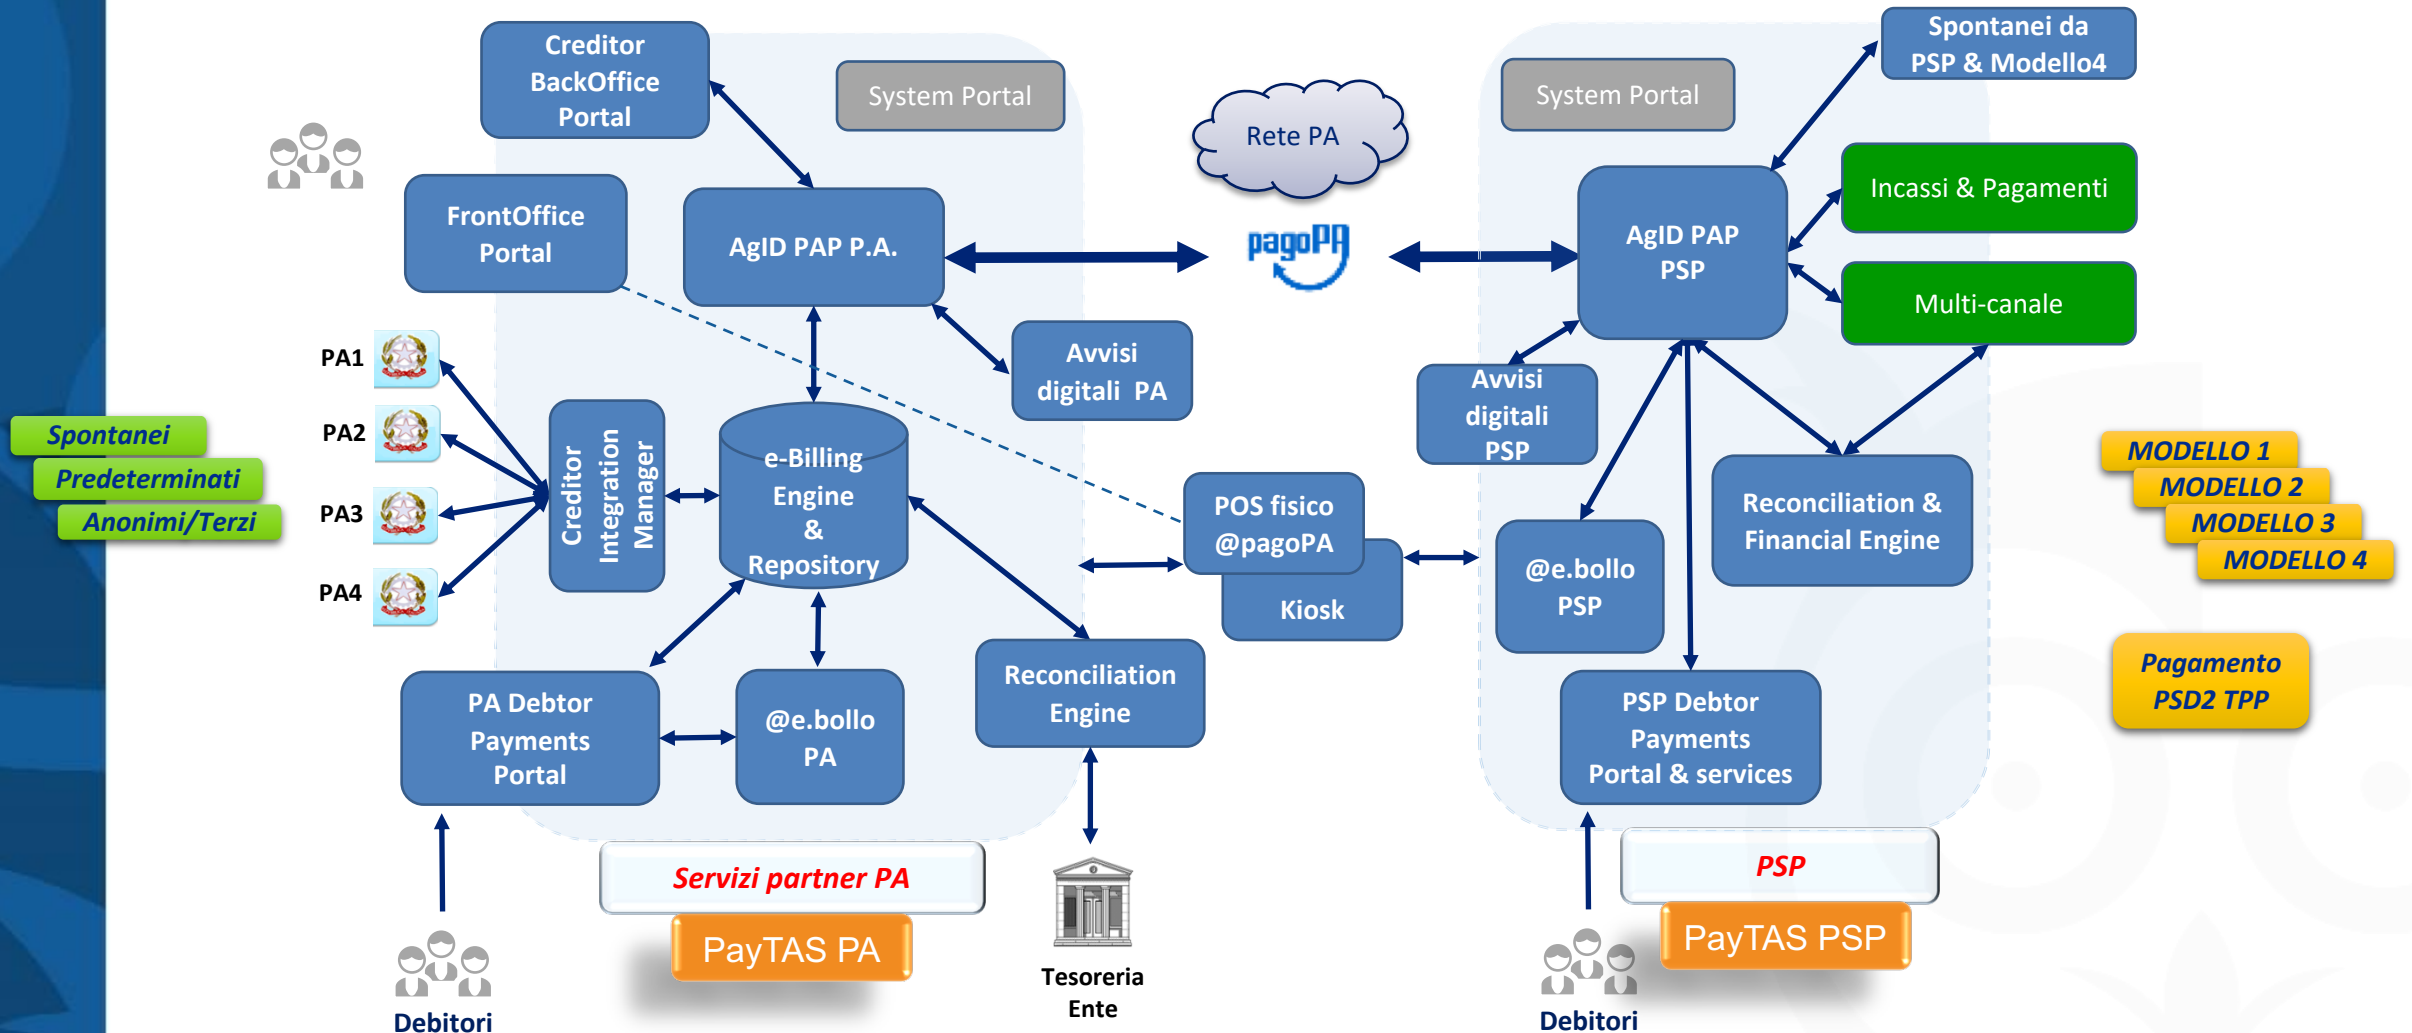 Creditor
BackOffice
Portal
System Portal
FrontOffice
Portal
AgID PAP P.A.
Avvisi
digitali PA
PA1
PA2
PA3
PA4
Spontanei
Predeterminati
Anonimi/Terzi
Creditor
Integration
Manager
e-Billing
Engine
&
Repository
PA Debtor
Payments
Portal
@e.bollo
PA
Reconciliation
Engine
Servizi partner PA
PayTAS PA
Debitori
Tesoreria
Ente
Rete PA
pagoPA
POS fisico
@pagoPA
Kiosk
System Portal
Spontanei da
PSP & Modello4
AgID PAP
PSP
Incassi & Pagamenti
Multi-canale
Avvisi
digitali
PSP
@e.bollo
PSP
Reconciliation &
Financial Engine
PSP Debtor
Payments
Portal & services
PSP
PayTAS PSP
Debitori
MODELLO 1
MODELLO 2
MODELLO 3
MODELLO 4
Pagamento
PSD2 TPP